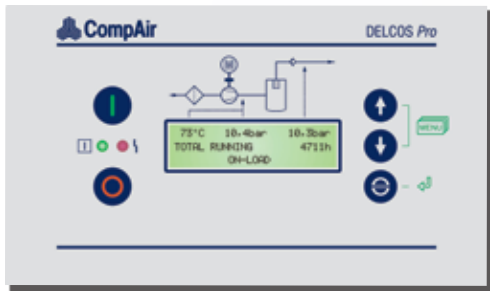 CompAir
DELCOS Pro
M
MENU
73°C 10.4bar 10.3bar
TOTAL RUNNING 4711h
ON-LOAD